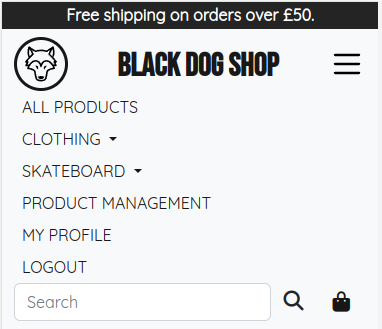 Free shipping on orders over £50.
BLACK DOG SHOP
ALL PRODUCTS
CLOTHING
SKATEBOARD
PRODUCT MANAGEMENT
MY PROFILE
LOGOUT
Search